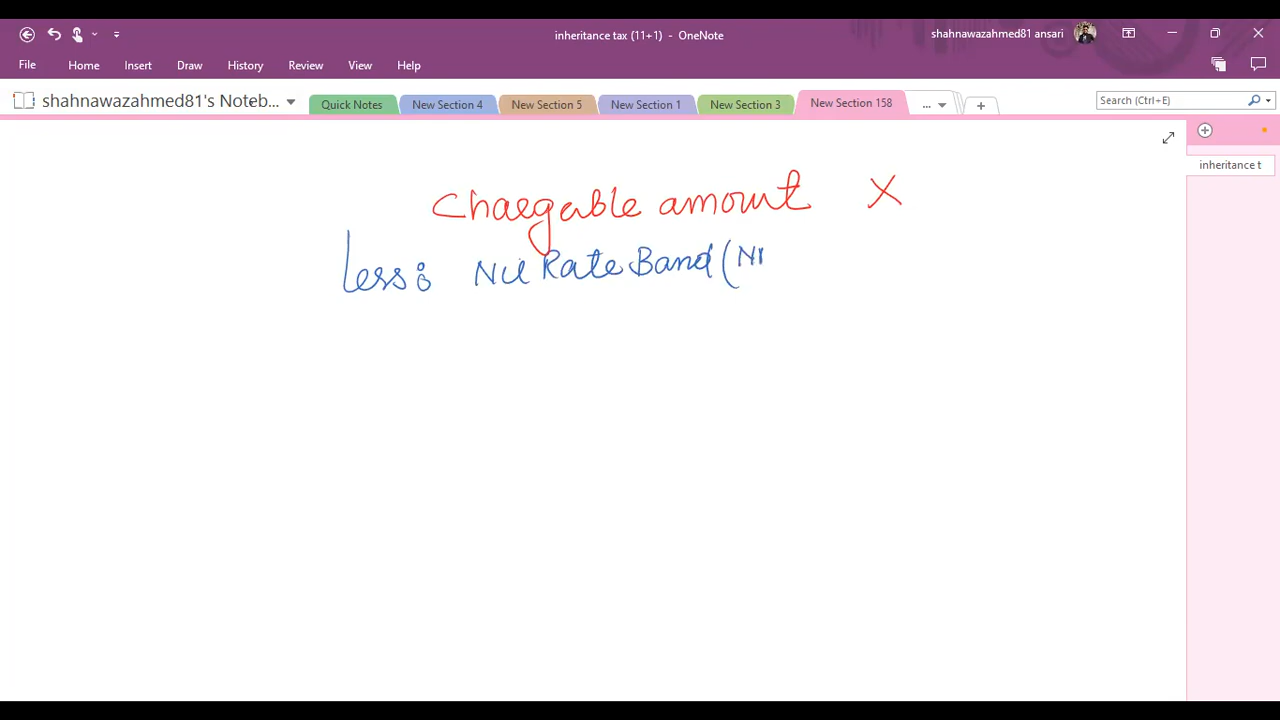 inheritance tax (11+1) - OneNote
shahnawazahmed81 ansari
File Home Insert Draw History Review View Help
shahnawazahmed81's Noteb... Quick Notes New Section 4 New Section 5 New Section 1 New Section 3 New Section 158 ... Search (Ctrl+E)
inheritance t
Chargeable amount X
Less: Nil Rate Band (N